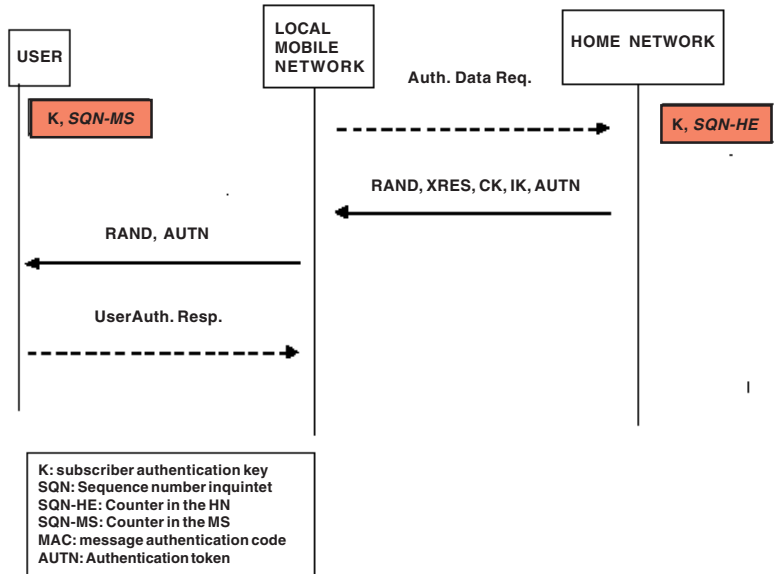 USER
LOCAL
MOBILE
NETWORK
HOME NETWORK
Auth. Data Req.
K, SQN-MS
K, SQN-HE
RAND, XRES, CK, IK, AUTN
RAND, AUTN
UserAuth. Resp.
K: subscriber authentication key
SQN: Sequence number inquintet
SQN-HE: Counter in the HN
SQN-MS: Counter in the MS
MAC: message authentication code
AUTN: Authentication token